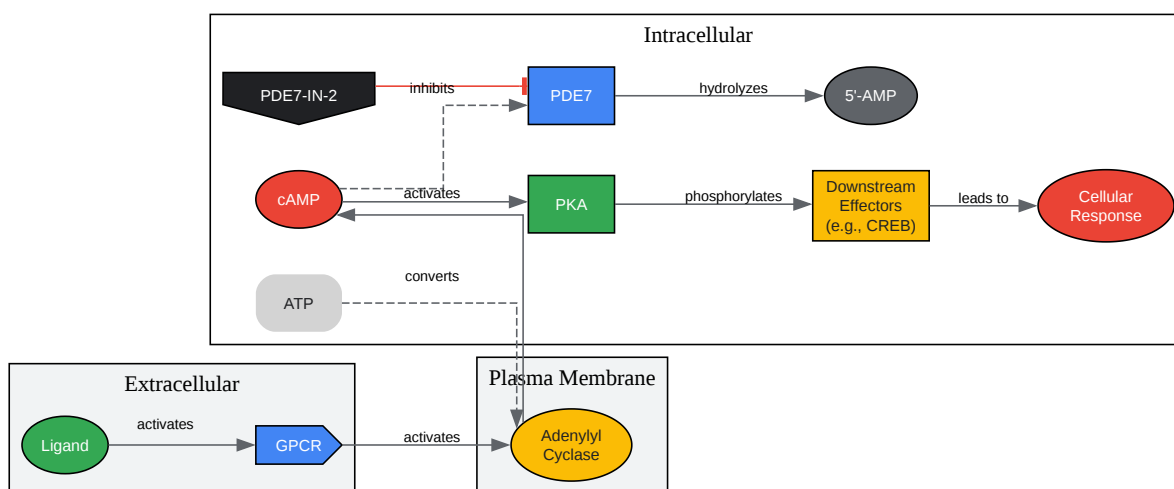 Intracellular
PDE7-IN-2
inhibits
PDE7
hydrolyzes
5'-AMP
cAMP
activates
PKA
phosphorylates
Downstream
Effectors
(e.g., CREB)
leads to
Cellular
Response
ATP
converts
Extracellular
Plasma Membrane
Ligand
activates
GPCR
activates
Adenylyl
Cyclase